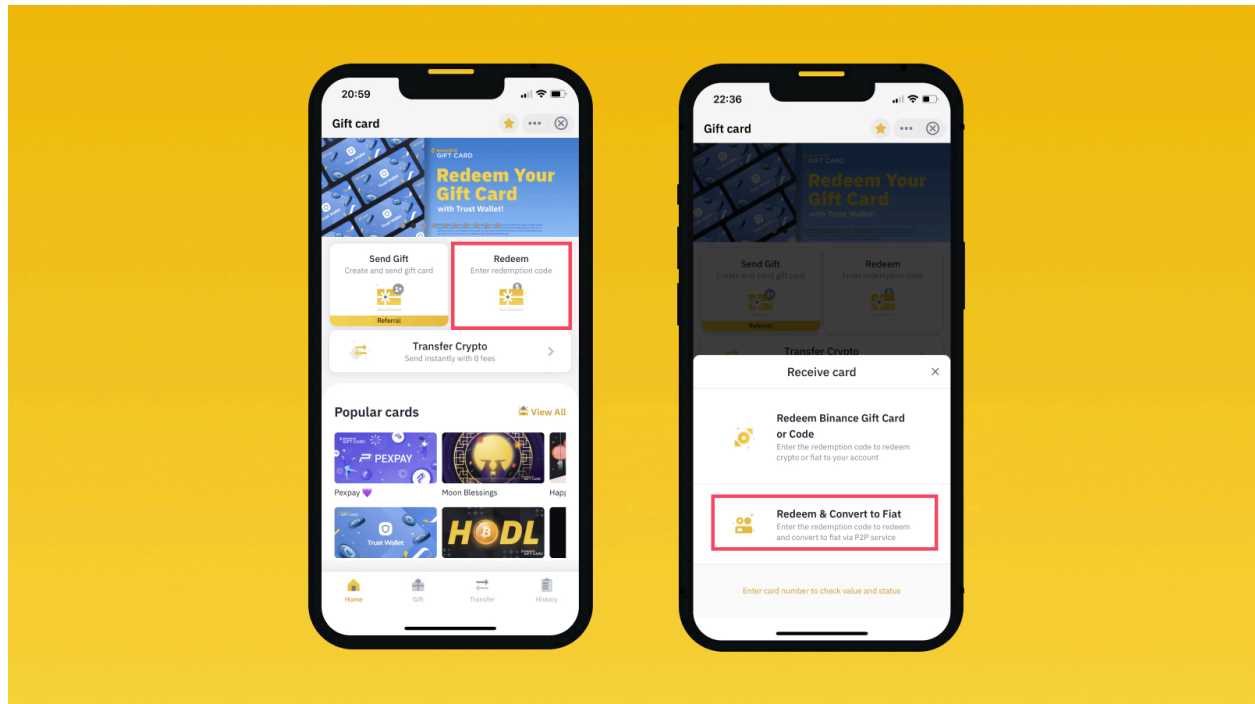 20:59
Gift card
BINANCE
GIFT CARD
Redeem Your
Gift Card
with Trust Wallet!
Send Gift
Create and send gift card
Referral
Redeem
Enter redemption code
Transfer Crypto
Send instantly with 0 fees
Popular cards
View All
PEXPAY
Pexpay 💜
Moon Blessings
Happ
Trust Wallet
HODL
Home
Gift
Transfer
History
22:36
Gift card
GIFT CARD
Redeem Your
Gift Card
with Trust Wallet!
Send Gift
Create and send gift card
Referral
Redeem
Enter redemption code
Transfer Crypto
Receive card
Redeem Binance Gift Card
or Code
Enter the redemption code to redeem
crypto or fiat to your account
Redeem & Convert to Fiat
Enter the redemption code to redeem
and convert to fiat via P2P service
Enter card number to check value and status